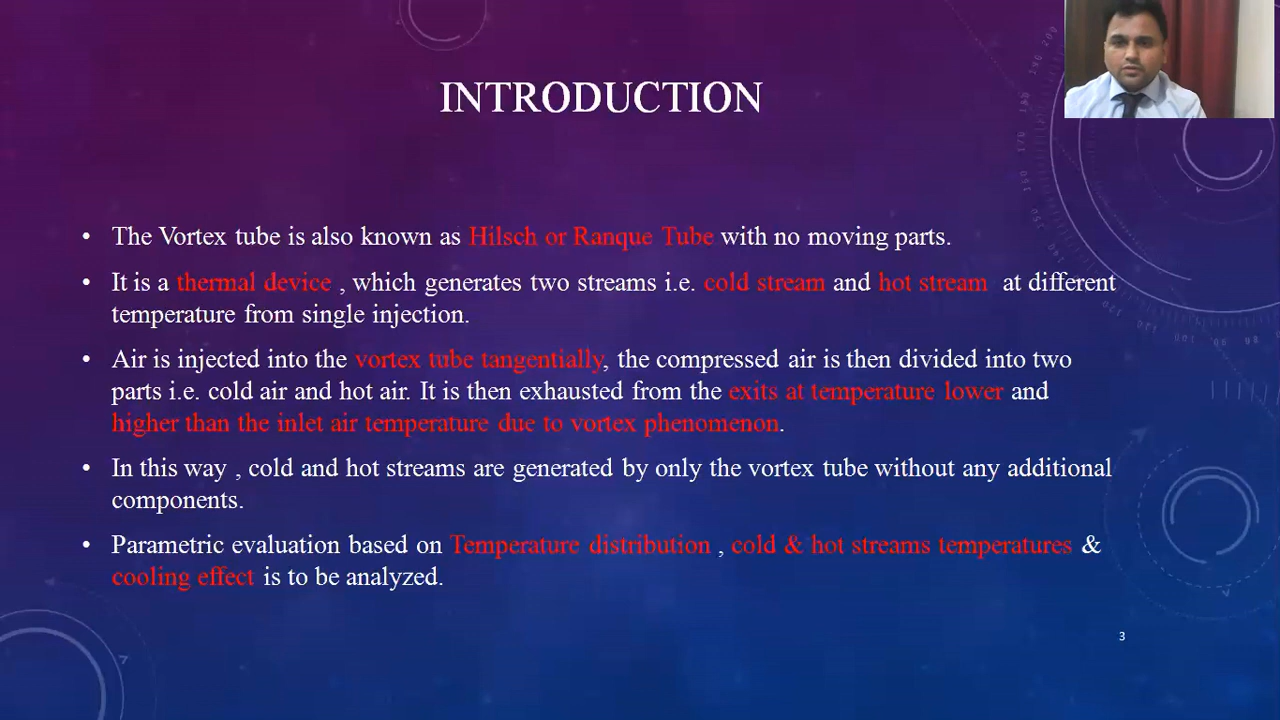 INTRODUCTION
• The Vortex tube is also known as Hilsch or Ranque Tube with no moving parts.
• It is a thermal device , which generates two streams i.e. cold stream and hot stream at different
temperature from single injection.
• Air is injected into the vortex tube tangentially, the compressed air is then divided into two
parts i.e. cold air and hot air. It is then exhausted from the exits at temperature lower and
higher than the inlet air temperature due to vortex phenomenon.
• In this way , cold and hot streams are generated by only the vortex tube without any additional
components.
• Parametric evaluation based on Temperature distribution , cold & hot streams temperatures &
cooling effect is to be analyzed.
3